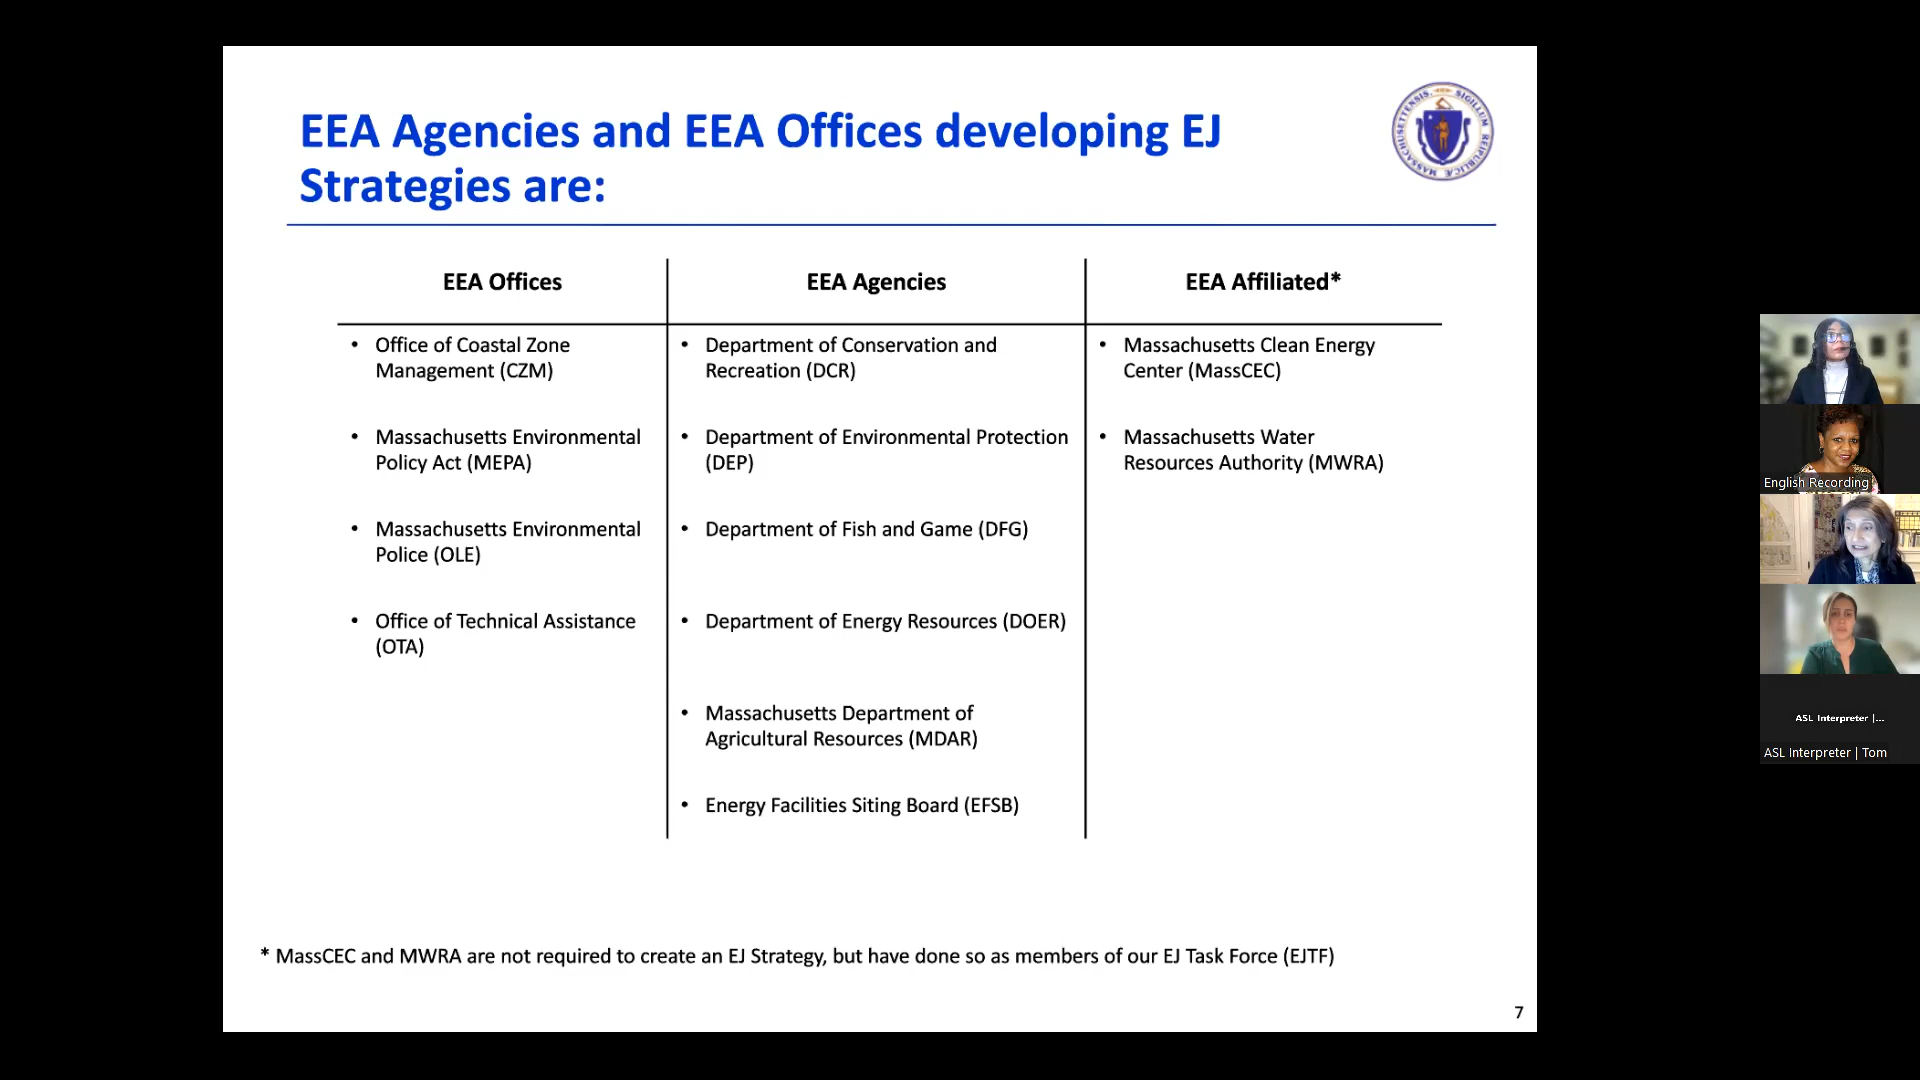 EEA Agencies and EEA Offices developing EJ
Strategies are:
EEA Offices
EEA Agencies
EEA Affiliated*
• Office of Coastal Zone
Management (CZM)
• Massachusetts Environmental
Policy Act (MEPA)
• Massachusetts Environmental
Police (OLE)
• Office of Technical Assistance
(OTA)
• Department of Conservation and
Recreation (DCR)
• Department of Environmental Protection
(DEP)
• Department of Fish and Game (DFG)
• Department of Energy Resources (DOER)
• Massachusetts Department of
Agricultural Resources (MDAR)
• Energy Facilities Siting Board (EFSB)
• Massachusetts Clean Energy
Center (MassCEC)
• Massachusetts Water
Resources Authority (MWRA)
* MassCEC and MWRA are not required to create an EJ Strategy, but have done so as members of our EJ Task Force (EJTF)
7
English Recording
ASL Interpreter |...
ASL Interpreter | Tom